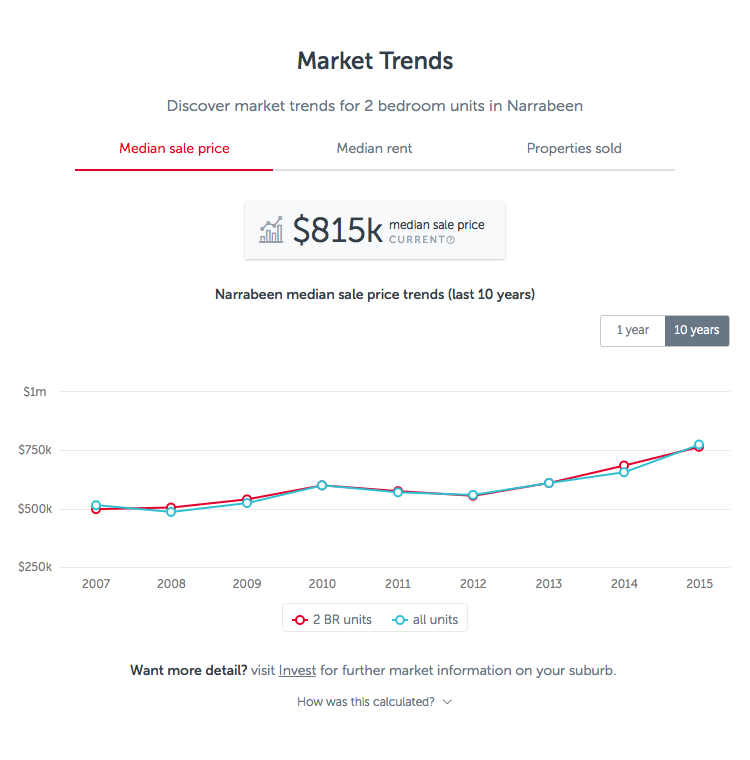 Market Trends
Discover market trends for 2 bedroom units in Narrabeen
Median sale price Median rent Properties sold
$815k median sale price
CURRENT?
Narrabeen median sale price trends (last 10 years)
1 year 10 years
$1m
$750k
$500k
$250k
2007 2008 2009 2010 2011 2012 2013 2014 2015
2 BR units all units
Want more detail? visit Invest for further market information on your suburb.
How was this calculated?